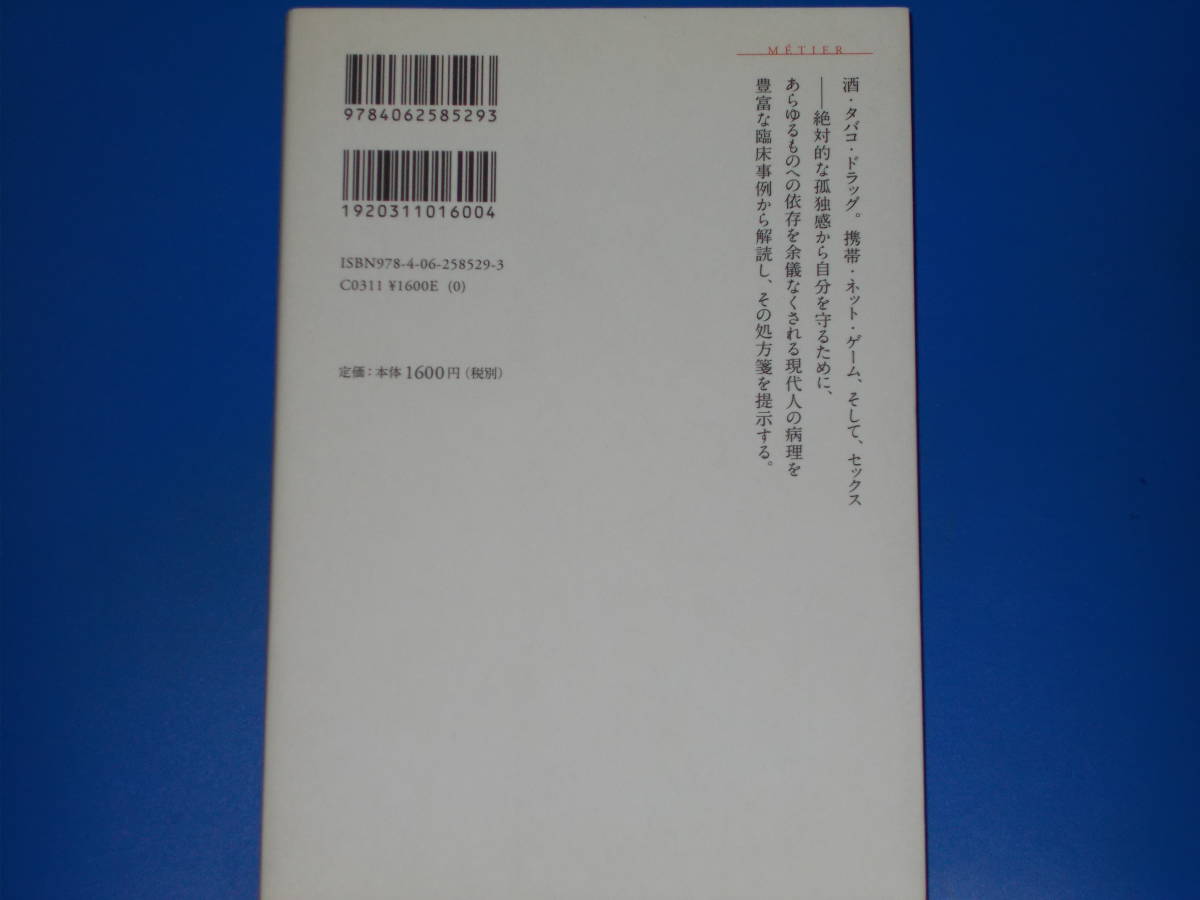 MÉTIER
酒・タバコ・ドラッグ。携帯・ネット・ゲーム、そして、セックス
――絶対的な孤独感から自分を守るために、
あらゆるものへの依存を余儀なくされる現代人の病理を
豊富な臨床事例から解読し、その処方箋を提示する。
9784062585293
1920311016004
ISBN978-4-06-258529-3
C0311 ¥1600E (0)
定価：本体1600円（税別）